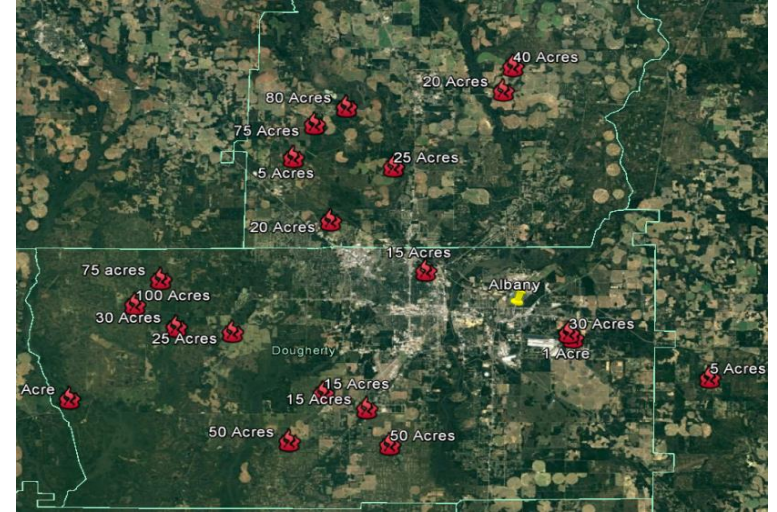 40 Acres
20 Acres
80 Acres
75 Acres
25 Acres
5 Acres
20 Acres
15 Acres
75 acres
Albany
100 Acres
30 Acres
30 Acres
25 Acres
Dougherty
1 Acre
5 Acres
15 Acres
Acre
15 Acres
50 Acres
50 Acres